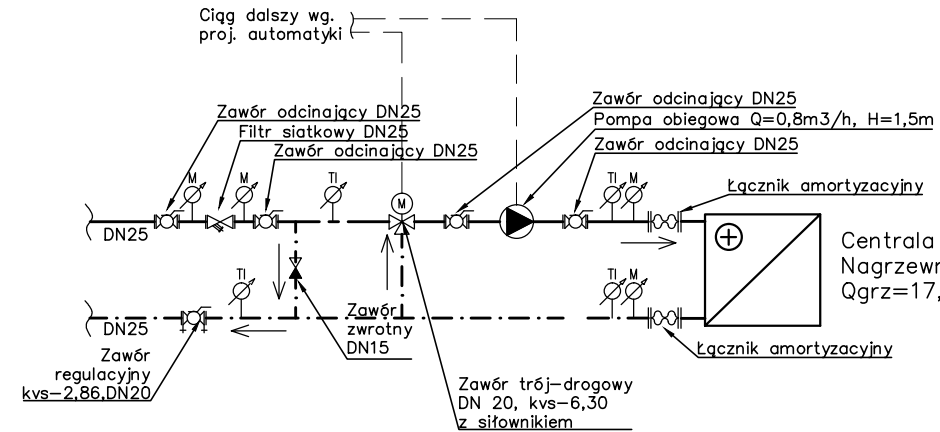 Ciąg dalszy wg.
proj. automatyki
Zawór odcinający DN25
Filtr siatkowy DN25
Zawór odcinający DN25
Zawór odcinający DN25
Pompa obiegowa Q=0,8m3/h, H=1,5m
Zawór odcinający DN25
Łącznik amortyzacyjny
M
M
TI
M
TI
M
DN25
Centrala
Nagrzewn
Qgrz=17,
TI
TI
M
DN25
Zawór
zwrotny
DN15
Zawór
regulacyjny
kvs-2,86,DN20
Łącznik amortyzacyjny
Zawór trój-drogowy
DN 20, kvs-6,30
z siłownikiem